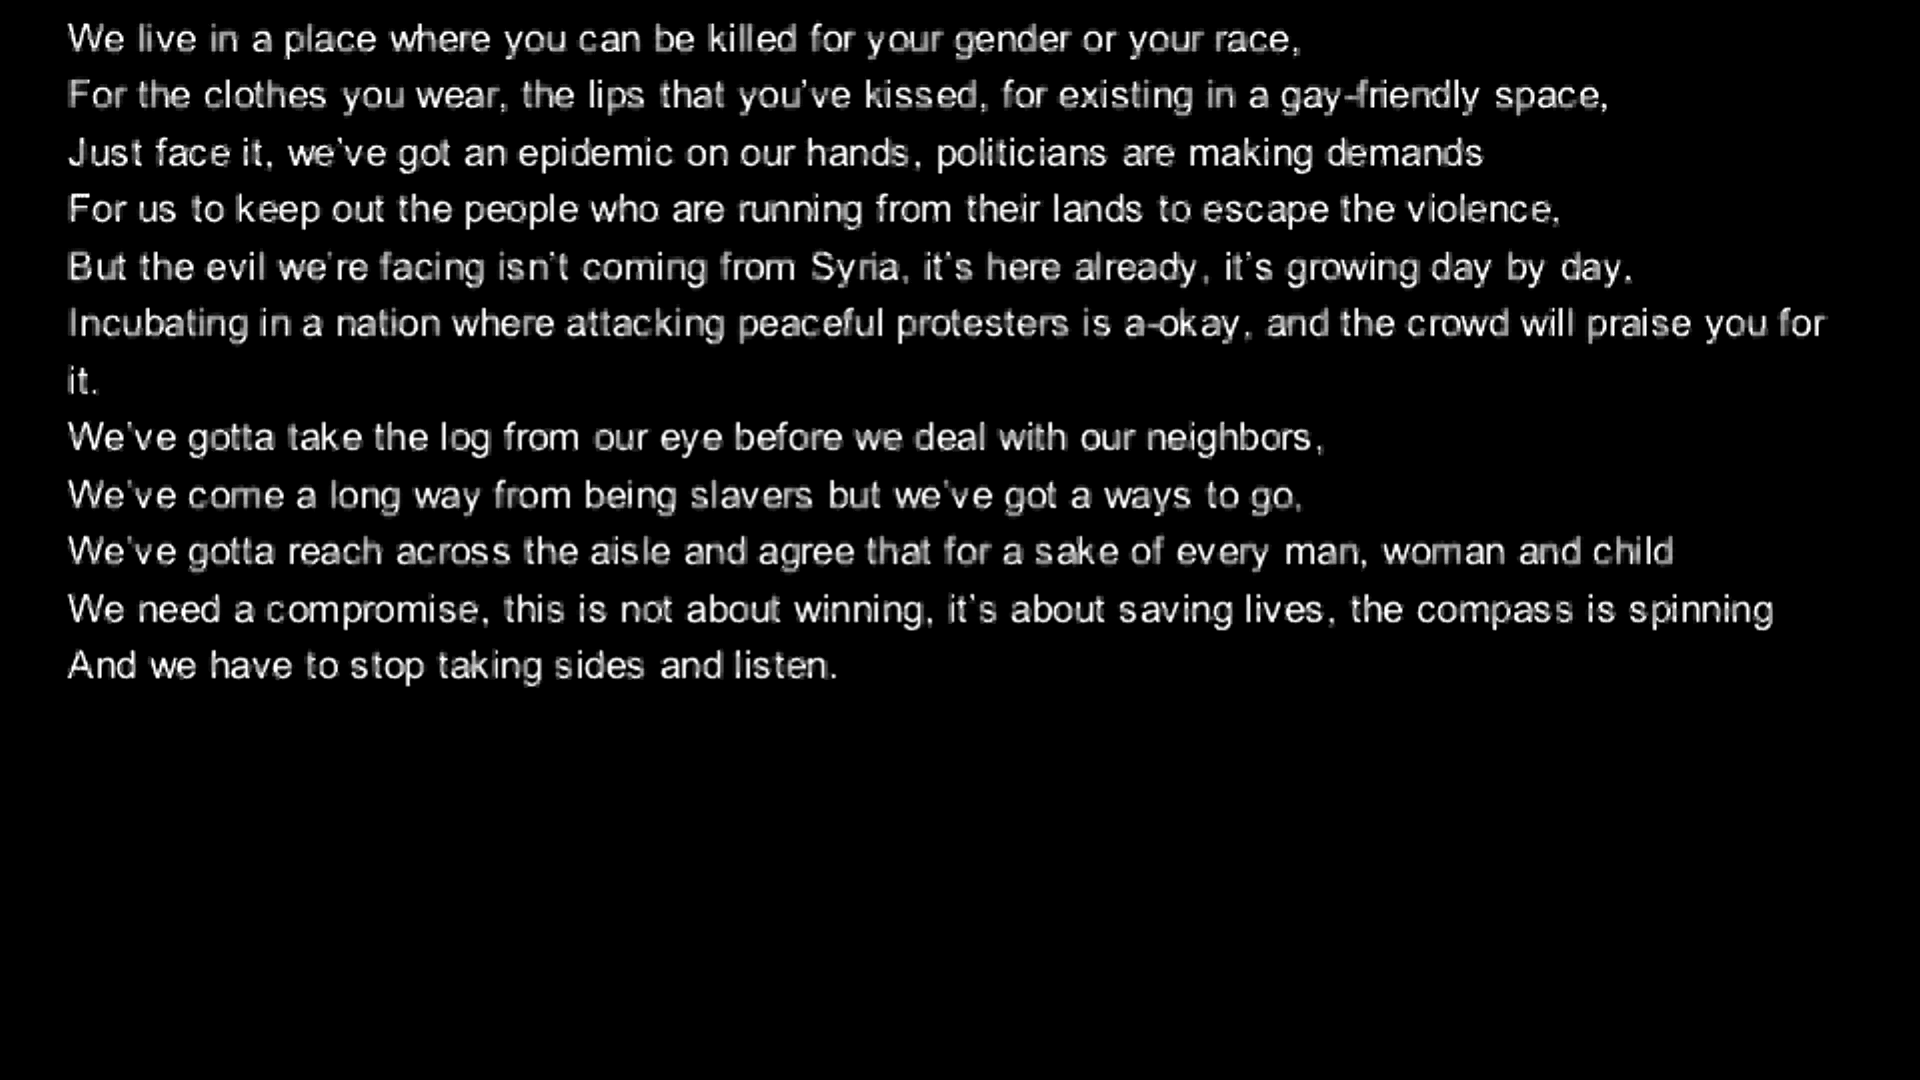 We live in a place where you can be killed for your gender or your race,
For the clothes you wear, the lips that you've kissed, for existing in a gay-friendly space,
Just face it, we've got an epidemic on our hands, politicians are making demands
For us to keep out the people who are running from their lands to escape the violence,
But the evil we're facing isn't coming from Syria, it's here already, it's growing day by day.
Incubating in a nation where attacking peaceful protesters is a-okay, and the crowd will praise you for
it.
We've gotta take the log from our eye before we deal with our neighbors,
We've come a long way from being slavers but we've got a ways to go,
We've gotta reach across the aisle and agree that for a sake of every man, woman and child
We need a compromise, this is not about winning, it's about saving lives, the compass is spinning
And we have to stop taking sides and listen.